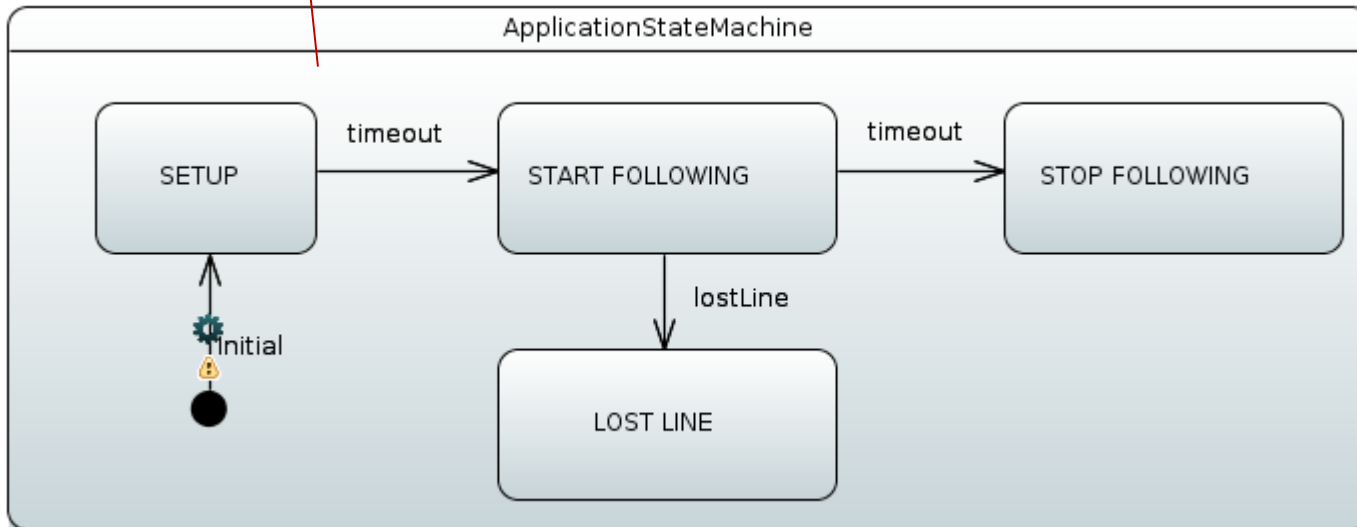 ApplicationStateMachine
timeout
timeout
SETUP
START FOLLOWING
STOP FOLLOWING
lostLine
Initial
LOST LINE